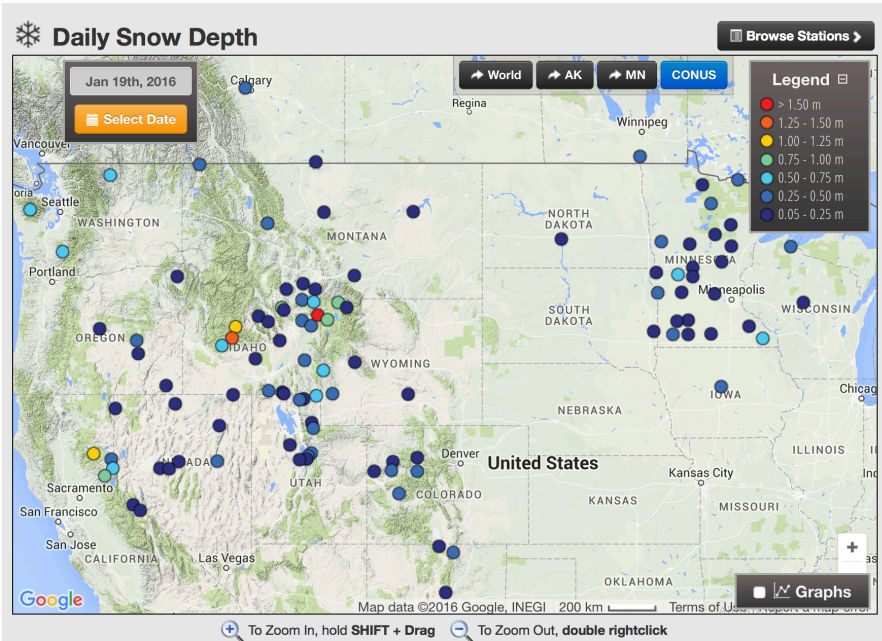 Daily Snow Depth
Browse Stations
Jan 19th, 2016
Select Date
World
AK
MN
CONUS
Legend
> 1.50 m
1.25 - 1.50 m
1.00 - 1.25 m
0.75 - 1.00 m
0.50 - 0.75 m
0.25 - 0.50 m
0.05 - 0.25 m
Calgary
Regina
Winnipeg
Vancouver
oria
Seattle
WASHINGTON
MONTANA
NORTH
DAKOTA
Portland
MINNESOTA
Minneapolis
WISCONSIN
SOUTH
DAKOTA
OREGON
IDAHO
WYOMING
Chicag
IOWA
NEBRASKA
NEVADA
Denver
United States
ILLINOIS
Kansas City
UTAH
COLORADO
Sacramento
KANSAS
MISSOURI
San Francisco
San Jose
CALIFORNIA
Las Vegas
+
OKLAHOMA
Graphs
Google
Map data ©2016 Google, INEGI
200 km
Terms of Use
Report a map error
To Zoom In, hold SHIFT + Drag
To Zoom Out, double rightclick